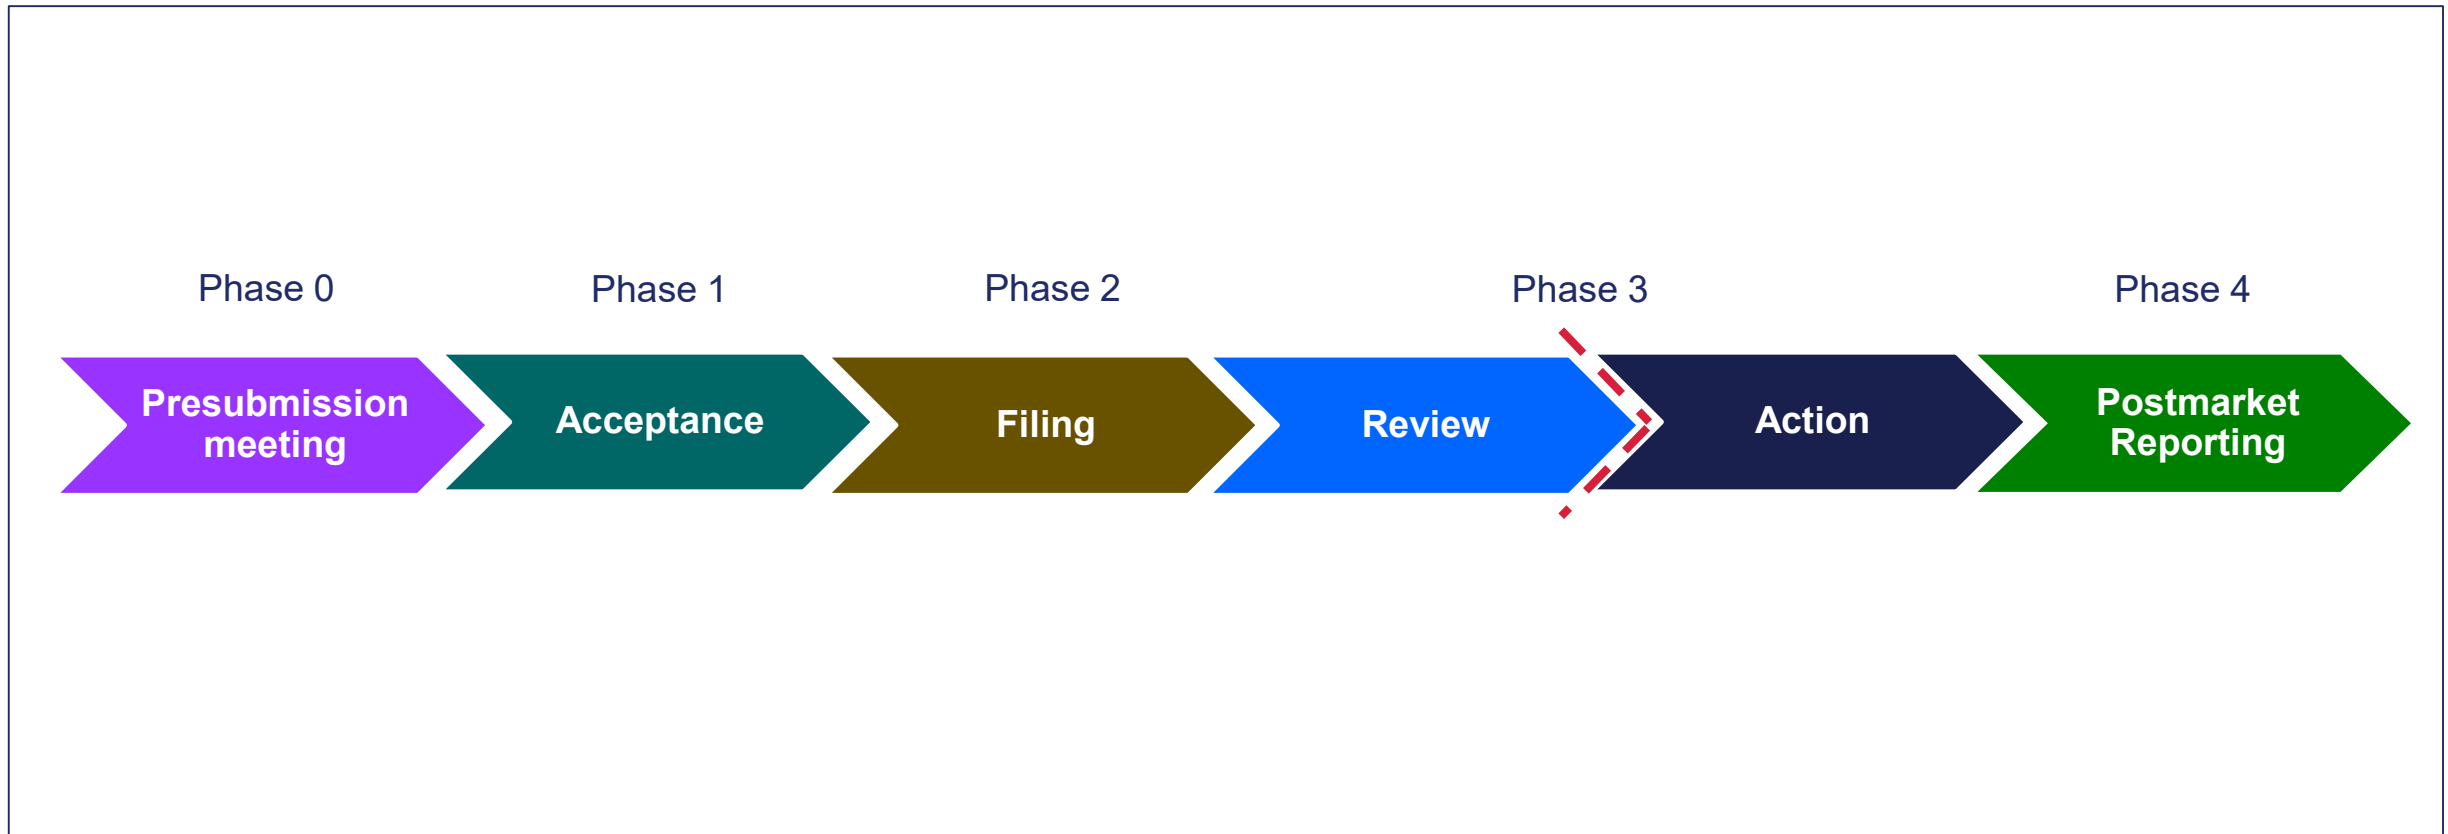 Phase 0
Phase 1
Phase 2
Phase 3
Phase 4
Presubmission
meeting
Acceptance
Filing
Review
Action
Postmarket
Reporting